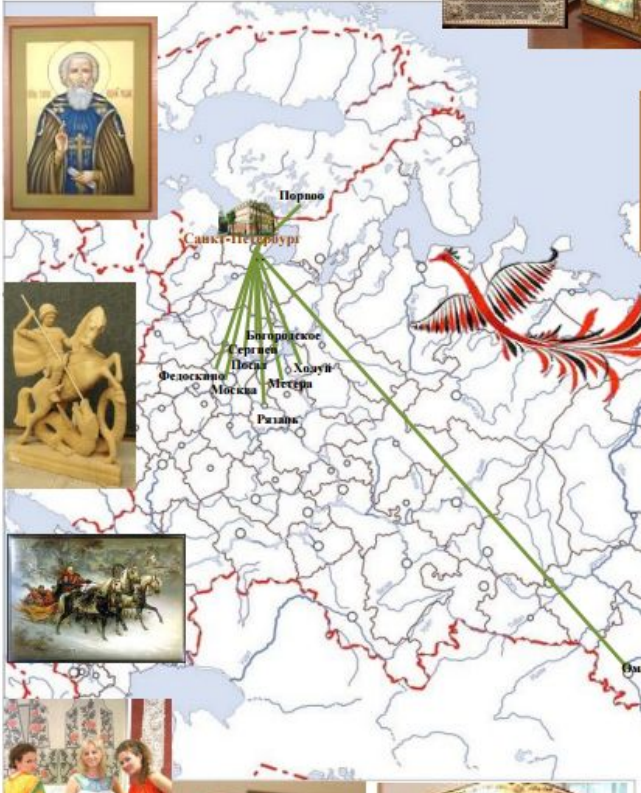 Порвоо
Санкт-Петербург
Богородское
Сергиев
Посад
Холуй
Федоскино
Москва
Мстера
Рязань
Ом